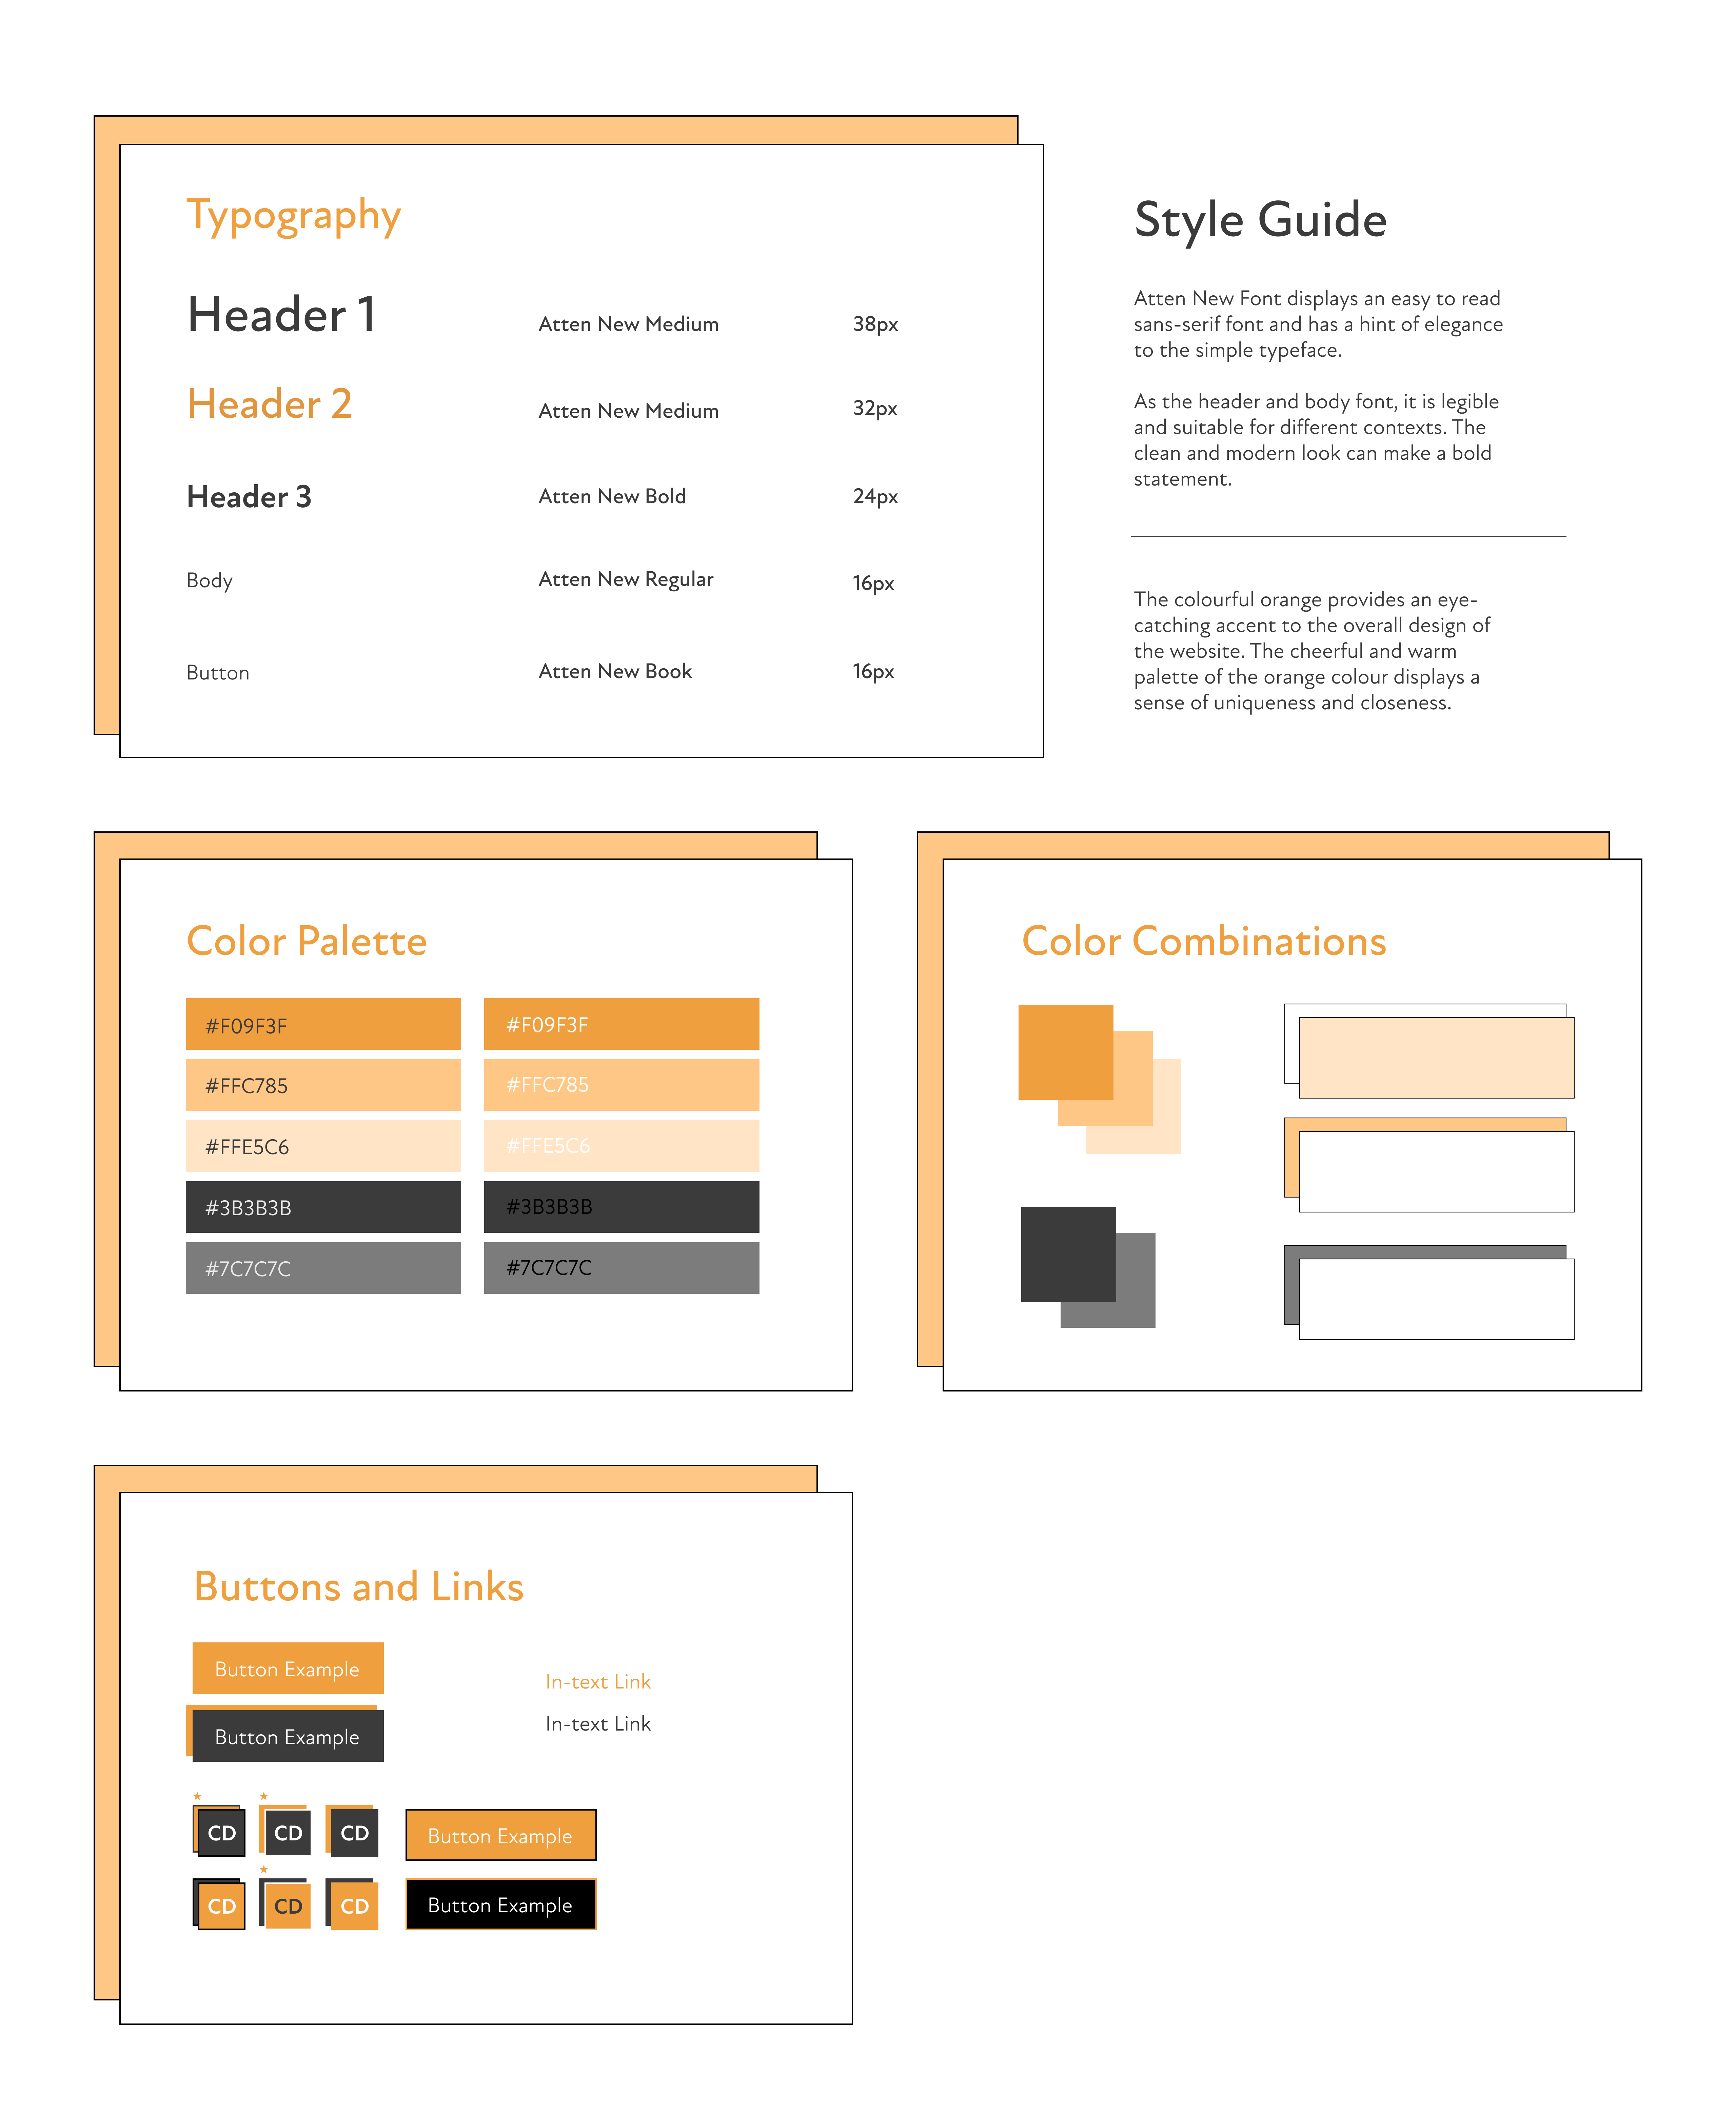 Typography
Header 1 Atten New Medium 38px
Header 2 Atten New Medium 32px
Header 3 Atten New Bold 24px
Body Atten New Regular 16px
Button Atten New Book 16px
Style Guide
Atten New Font displays an easy to read
sans-serif font and has a hint of elegance
to the simple typeface.
As the header and body font, it is legible
and suitable for different contexts. The
clean and modern look can make a bold
statement.
The colourful orange provides an eye-
catching accent to the overall design of
the website. The cheerful and warm
palette of the orange colour displays a
sense of uniqueness and closeness.
Color Palette
#F09F3F #F09F3F
#FFC785 #FFC785
#FFE5C6 #FFE5C6
#3B3B3B #3B3B3B
#7C7C7C #7C7C7C
Color Combinations
Buttons and Links
Button Example
In-text Link
Button Example
In-text Link
CD CD CD
Button Example
CD CD CD
Button Example